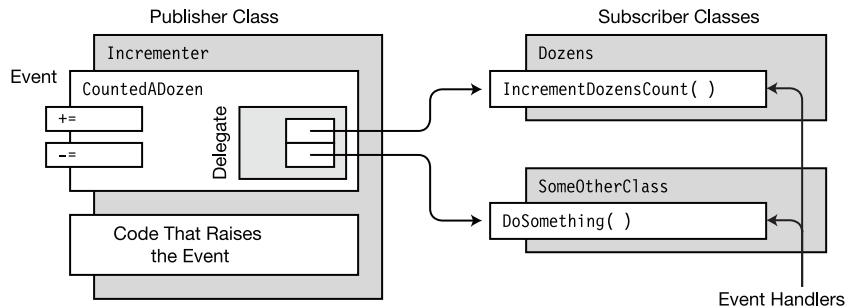 Publisher Class
Subscriber Classes
Incrementer
Dozens
Event
CountedADozen
IncrementDozensCount( )
+=
-=
Delegate
SomeOtherClass
DoSomething( )
Code That Raises
the Event
Event Handlers